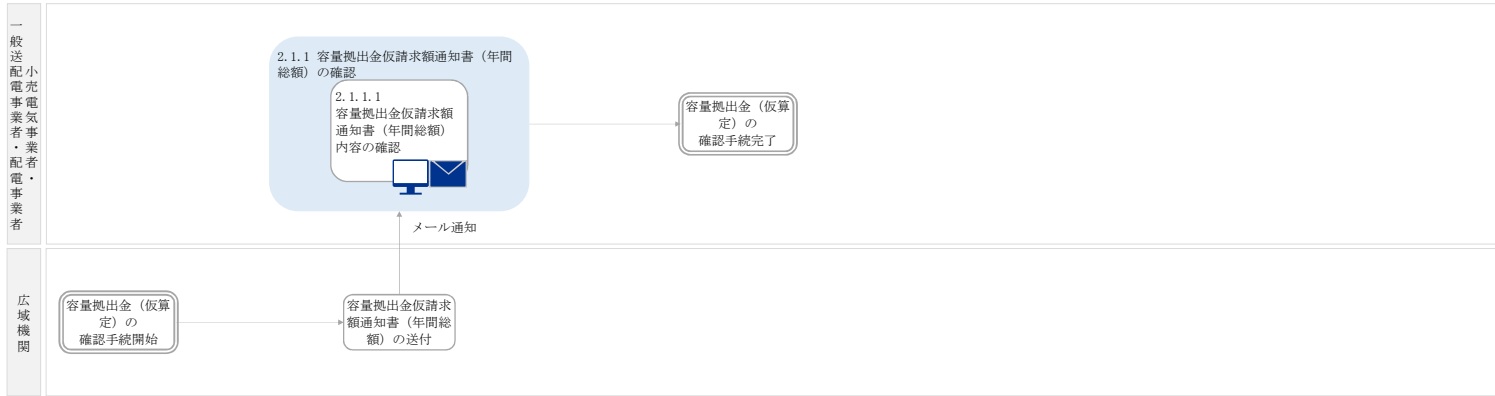 小売電気事業者・
一般送配電事業者・配電事業者
2.1.1 容量拠出金仮請求額通知書（年間
総額）の確認
2.1.1.1
容量拠出金仮請求額
通知書（年間総額）
内容の確認
容量拠出金（仮算
定）の
確認手続完了
メール通知
広域機関
容量拠出金（仮算
定）の
確認手続開始
容量拠出金仮請求
額通知書（年間総
額）の送付